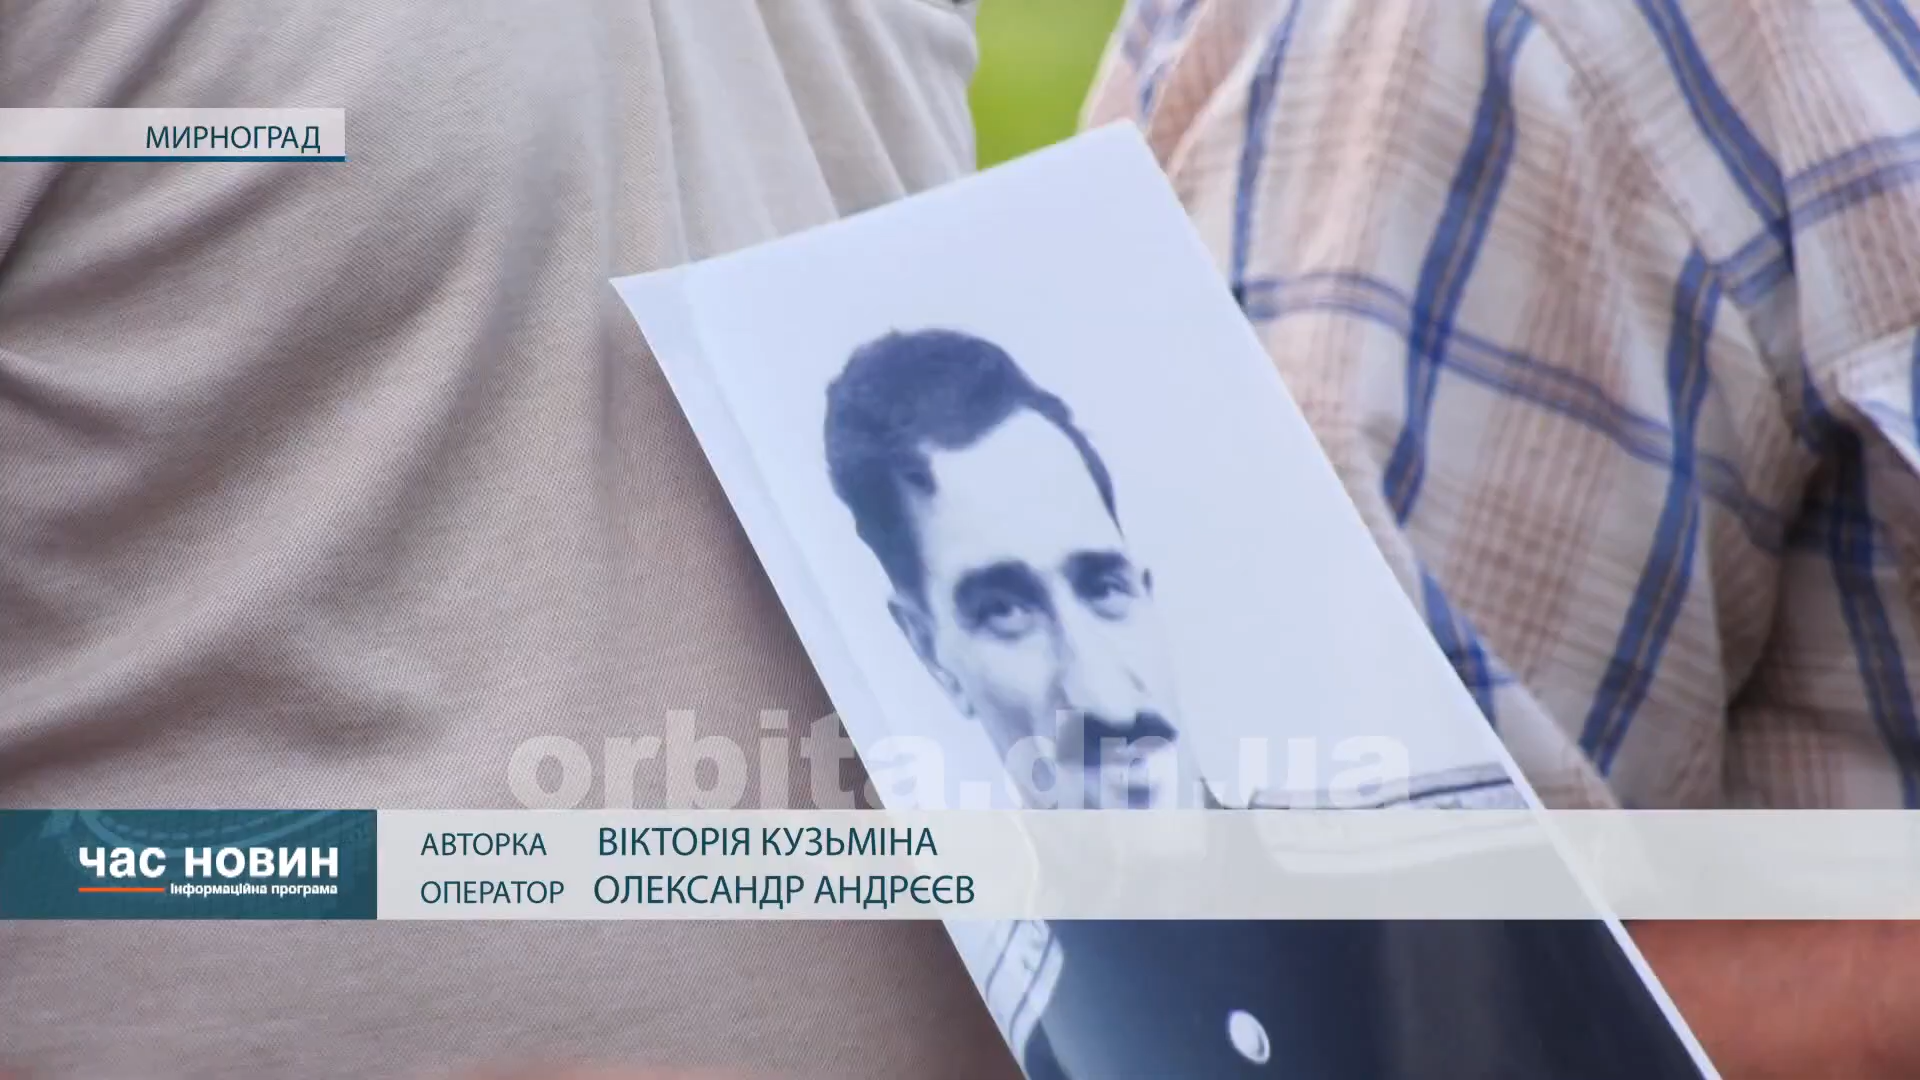 МИРНОГРАД
orbita.dn.ua
час новин
інформаційна програма
АВТОРКА ВІКТОРІЯ КУЗЬМІНА
ОПЕРАТОР ОЛЕКСАНДР АНДРЄЄВ